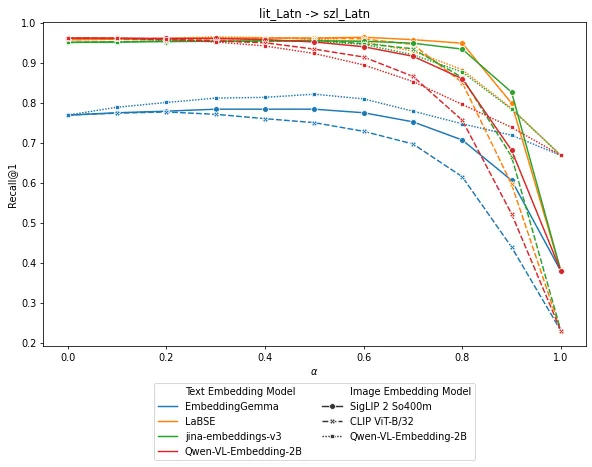 lit_Latn -> szl_Latn
1.0
0.9
0.8
0.7
0.6
0.5
0.4
0.3
0.2
Recall@1
0.0 0.2 0.4 0.6 0.8 1.0
α
Text Embedding Model Image Embedding Model
EmbeddingGemma SigLIP 2 So400m
LaBSE CLIP ViT-B/32
jina-embeddings-v3 Qwen-VL-Embedding-2B
Qwen-VL-Embedding-2B